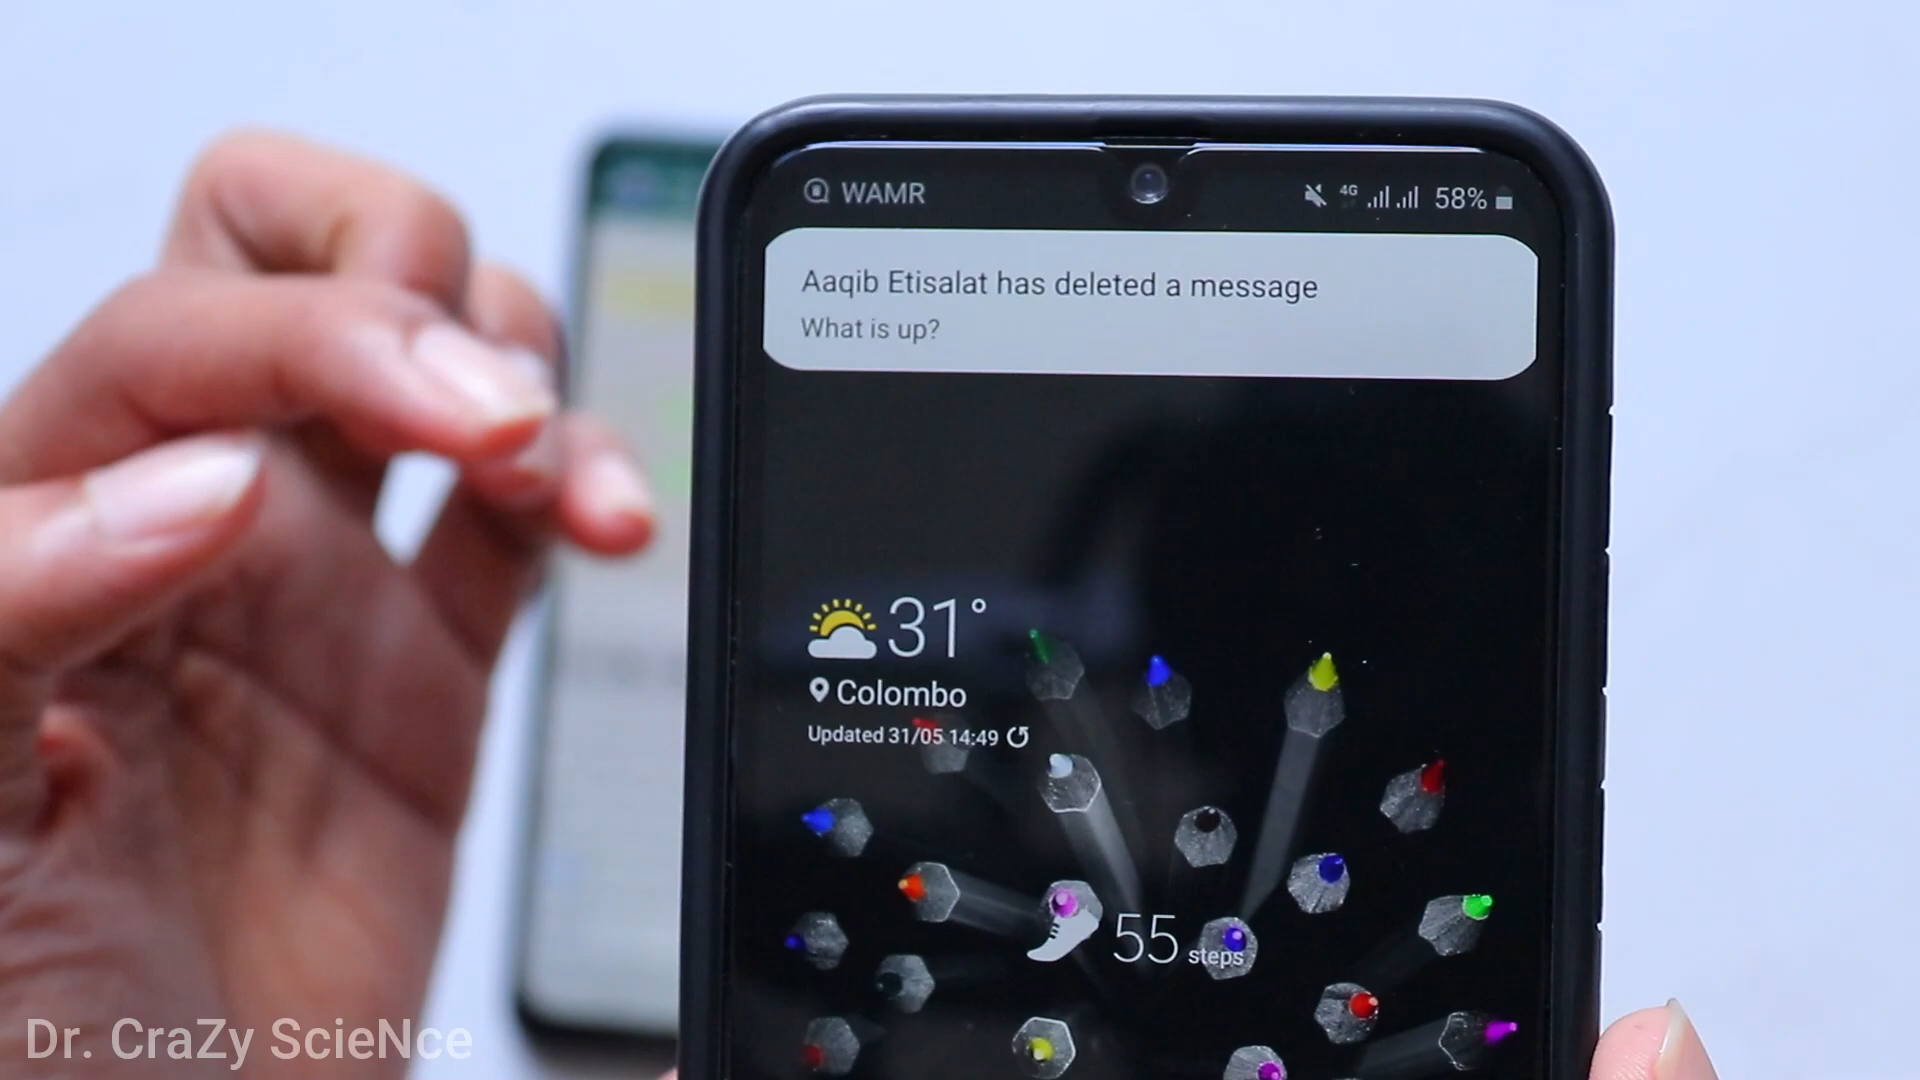 WAMR
4G
58%
Aaqib Etisalat has deleted a message
What is up?
31°
Colombo
Updated 31/05 14:49
55 steps
Dr. CraZy ScieNce